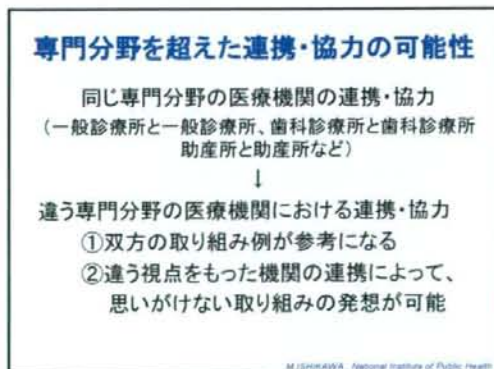 専門分野を超えた連携・協力の可能性
同じ専門分野の医療機関の連携・協力
（一般診療所と一般診療所、歯科診療所と歯科診療所
助産所と助産所など）
↓
違う専門分野の医療機関における連携・協力
①双方の取り組み例が参考になる
②違う視点をもった機関の連携によって、
思いがけない取り組みの発想が可能
M.ISHIKAWA, National Institute of Public Health